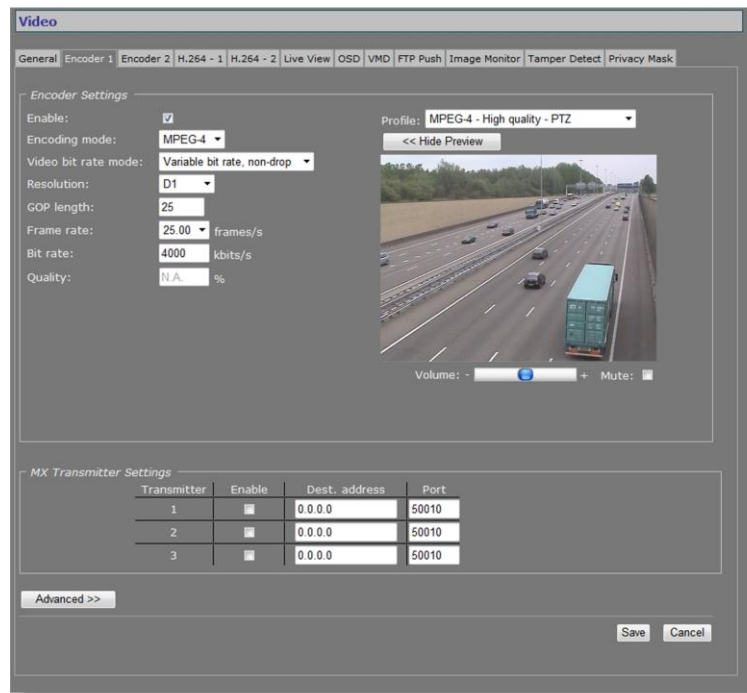 Video
General Encoder 1 Encoder 2 H.264 - 1 H.264 - 2 Live View OSD VMD FTP Push Image Monitor Tamper Detect Privacy Mask
Encoder Settings
Enable:
Encoding mode: MPEG-4
Video bit rate mode: Variable bit rate, non-drop
Resolution: D1
GOP length: 25
Frame rate: 25.00 frames/s
Bit rate: 4000 kbits/s
Quality: N.A. %
Profile: MPEG-4 - High quality - PTZ
<< Hide Preview
Volume: - + Mute:
MX Transmitter Settings
Transmitter Enable Dest. address Port
1 0.0.0.0 50010
2 0.0.0.0 50010
3 0.0.0.0 50010
Advanced >>
Save Cancel